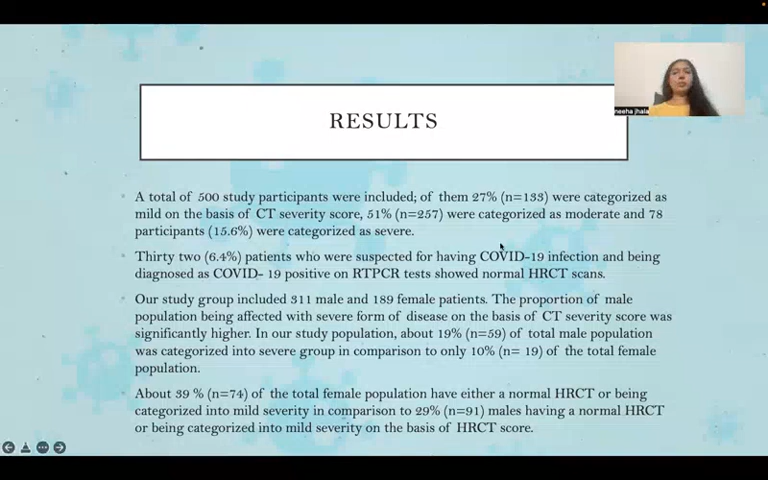 RESULTS
neeha jhala
A total of 500 study participants were included; of them 27% (n=133) were categorized as
mild on the basis of CT severity score, 51% (n=257) were categorized as moderate and 78
participants (15.6%) were categorized as severe.
Thirty two (6.4%) patients who were suspected for having COVID-19 infection and being
diagnosed as COVID- 19 positive on RTPCR tests showed normal HRCT scans.
Our study group included 311 male and 189 female patients. The proportion of male
population being affected with severe form of disease on the basis of CT severity score was
significantly higher. In our study population, about 19% (n=59) of total male population
was categorized into severe group in comparison to only 10% (n= 19) of the total female
population.
About 39 % (n=74) of the total female population have either a normal HRCT or being
categorized into mild severity in comparison to 29% (n=91) males having a normal HRCT
or being categorized into mild severity on the basis of HRCT score.